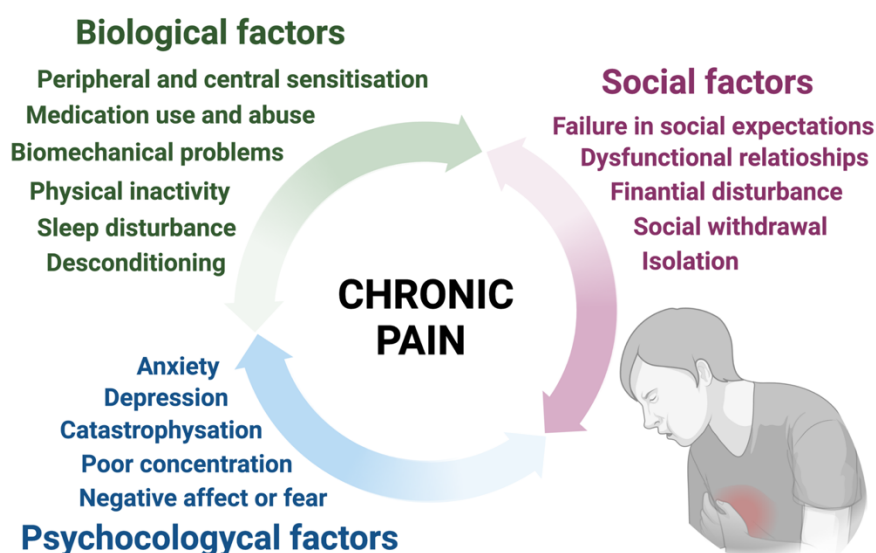 Biological factors
Peripheral and central sensitisation
Medication use and abuse
Biomechanical problems
Physical inactivity
Sleep disturbance
Desconditioning
Social factors
Failure in social expectations
Dysfunctional relatioships
Finantial disturbance
Social withdrawal
Isolation
CHRONIC
PAIN
Anxiety
Depression
Catastrophysation
Poor concentration
Negative affect or fear
Psychocologycal factors